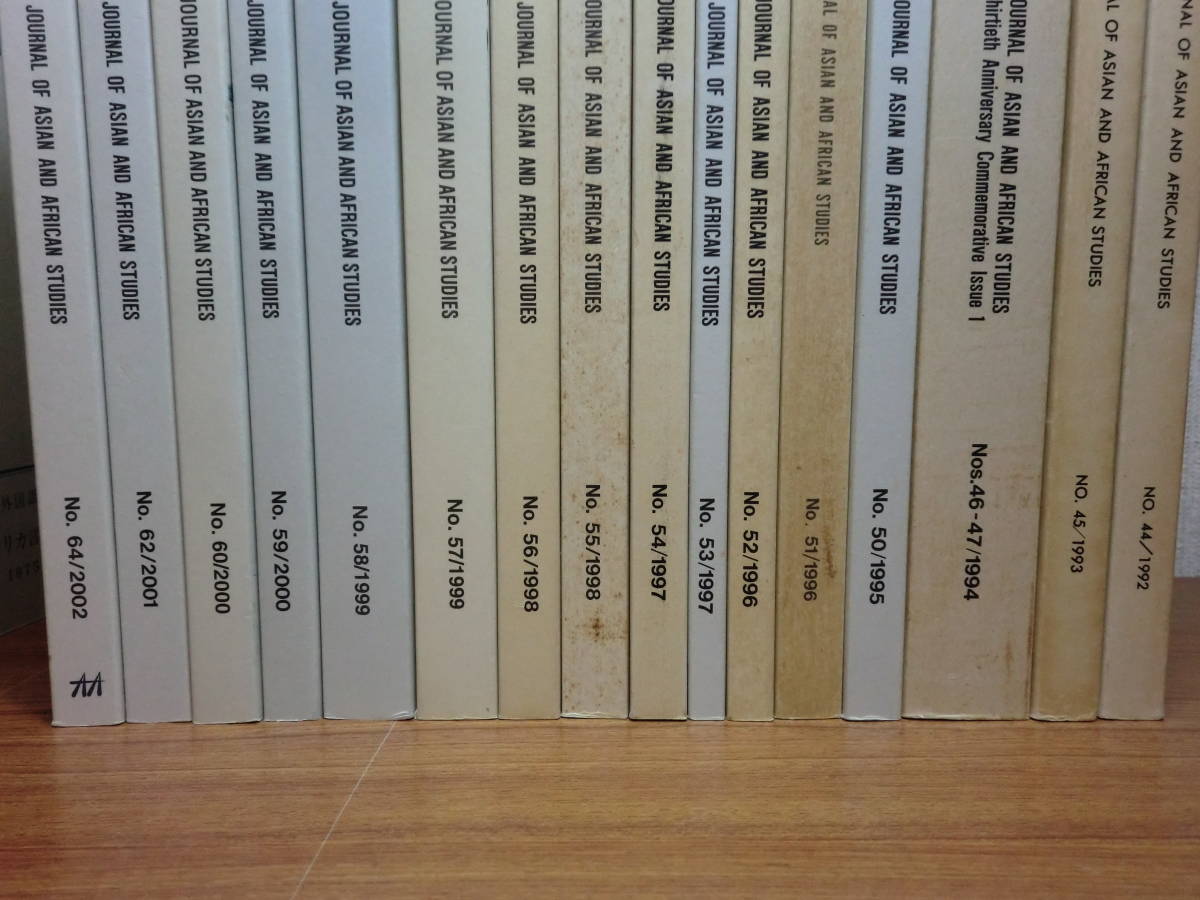 JOURNAL OF ASIAN AND AFRICAN STUDIES
No. 64/2002
AA
JOURNAL OF ASIAN AND AFRICAN STUDIES
No. 62/2001
JOURNAL OF ASIAN AND AFRICAN STUDIES
No. 60/2000
JOURNAL OF ASIAN AND AFRICAN STUDIES
No. 59/2000
JOURNAL OF ASIAN AND AFRICAN STUDIES
No. 58/1999
JOURNAL OF ASIAN AND AFRICAN STUDIES
No. 57/1999
JOURNAL OF ASIAN AND AFRICAN STUDIES
No. 56/1998
JOURNAL OF ASIAN AND AFRICAN STUDIES
No. 55/1998
JOURNAL OF ASIAN AND AFRICAN STUDIES
No. 54/1997
JOURNAL OF ASIAN AND AFRICAN STUDIES
No. 53/1997
JOURNAL OF ASIAN AND AFRICAN STUDIES
No. 52/1996
AL OF ASIAN AND AFRICAN STUDIES
No. 51/1996
JOURNAL OF ASIAN AND AFRICAN STUDIES
No. 50/1995
JOURNAL OF ASIAN AND AFRICAN STUDIES
hirtieth Anniversary Commemorative Issue 1
Nos.46-47/1994
AL OF ASIAN AND AFRICAN STUDIES
NO. 45/1993
NAL OF ASIAN AND AFRICAN STUDIES
NO. 44/1992